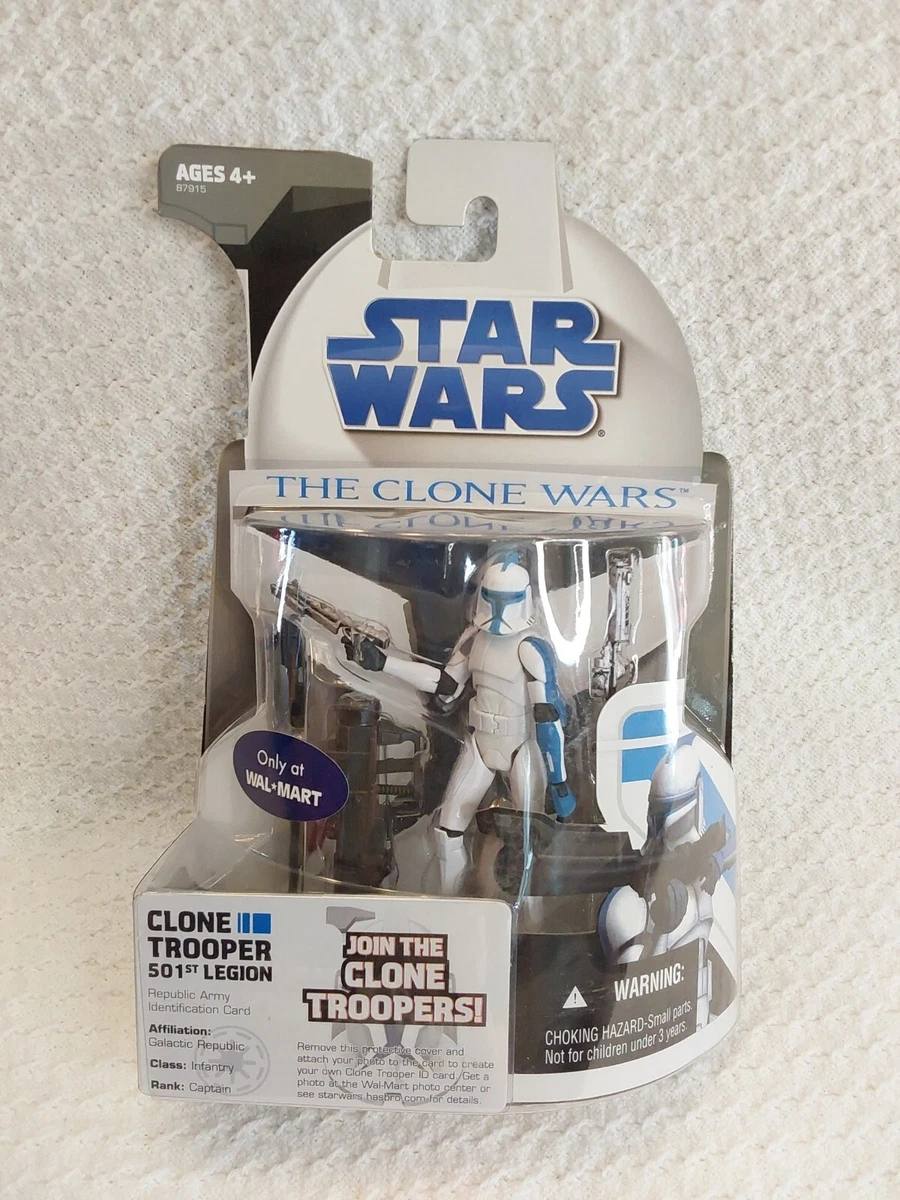 AGES 4+
87915
STAR
WARS®
THE CLONE WARS™
Only at
WAL★MART
CLONE
TROOPER
501ST LEGION
Republic Army
Identification Card
Affiliation:
Galactic Republic
Class: Infantry
Rank: Captain
JOIN THE
CLONE
TROOPERS!
Remove this protective cover and
attach your photo to the card to create
your own Clone Trooper ID card. Get a
photo at the Wal-Mart photo center or
see starwars.hasbro.com for details.
WARNING:
CHOKING HAZARD-Small parts.
Not for children under 3 years.